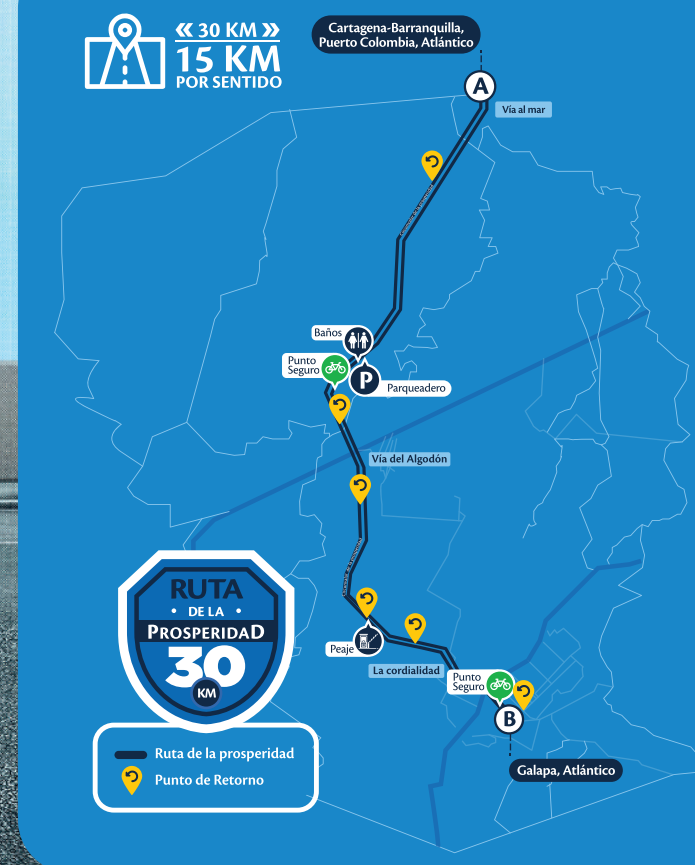 « 30 KM »
15 KM
POR SENTIDO
Cartagena-Barranquilla,
Puerto Colombia, Atlántico
A
Vía al mar
Baños
Punto
Seguro
P
Parqueadero
Vía del Algodón
Peaje
La cordialidad
Punto
Seguro
B
Galapa, Atlántico
RUTA
• DE LA •
PROSPERIDAD
30
KM
Ruta de la prosperidad
Punto de Retorno